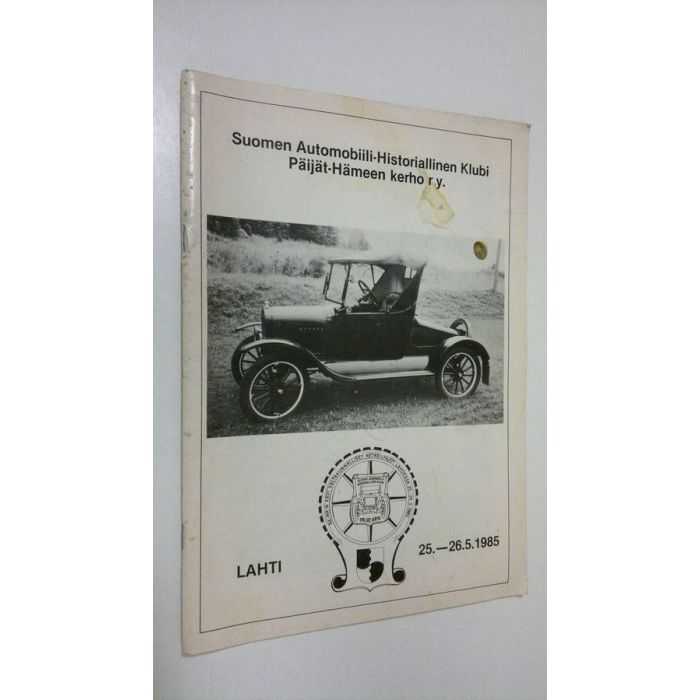 Suomen Automobiili-Historiallinen Klubi
Päijät-Hämeen kerho r.y.
LAHTI
25.—26.5.1985